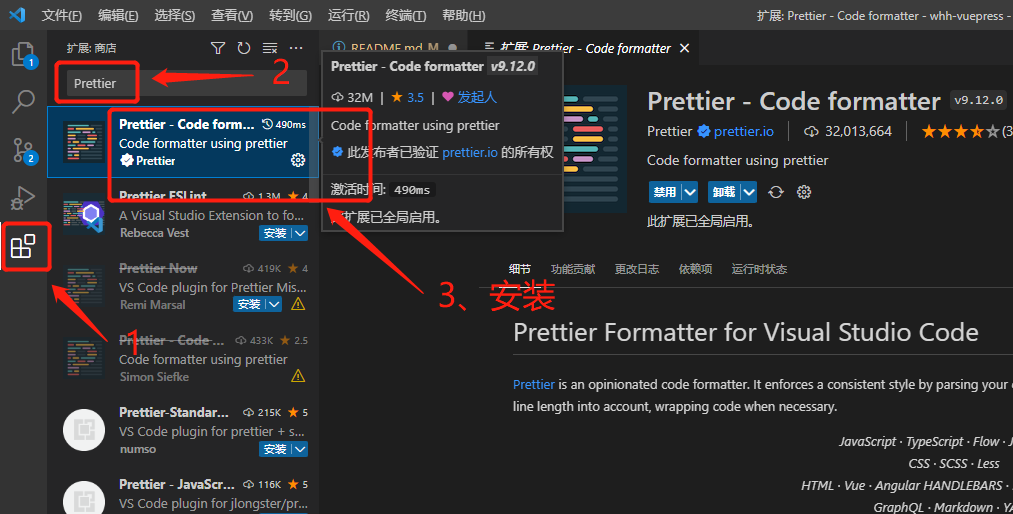 文件(F) 编辑(E) 选择(S) 查看(V) 转到(G) 运行(R) 终端(T) 帮助(H)
扩展: Prettier - Code formatter - whh-vuepress -
扩展: 商店
README.md M
扩展: Prettier - Code formatter
1
2
Prettier
2
Prettier - Code form... 490ms
Code formatter using prettier
Prettier
Prettier ESLint 1.3M 4
A Visual Studio Extension to fo...
Rebecca Vest 安装
Prettier Now 419K 4
VS Code plugin for Prettier Mis...
Remi Marsal 安装
Prettier - Code ... 433K 2.5
Code formatter using prettier
Simon Siefke
Prettier-Standar... 215K 5
VS Code plugin for prettier + s...
numso 安装
Prettier - JavaScr... 116K 5
VS Code plugin for jlongster/pr...
1
Prettier - Code formatter v9.12.0
32M | 3.5 | 发起人
Code formatter using prettier
此发布者已验证 prettier.io 的所有权
激活时间: 490ms
扩展已全局启用。
3、安装
Prettier - Code formatter v9.12.0
Prettier prettier.io | 32,013,664 | (3
Code formatter using prettier
禁用 卸载
此扩展已全局启用。
细节 功能贡献 更改日志 依赖项 运行时状态
Prettier Formatter for Visual Studio Code
Prettier is an opinionated code formatter. It enforces a consistent style by parsing your
line length into account, wrapping code when necessary.
JavaScript · TypeScript · Flow ·
CSS · SCSS · Less
HTML · Vue · Angular HANDLEBARS ·
GraphQL · Markdown ·